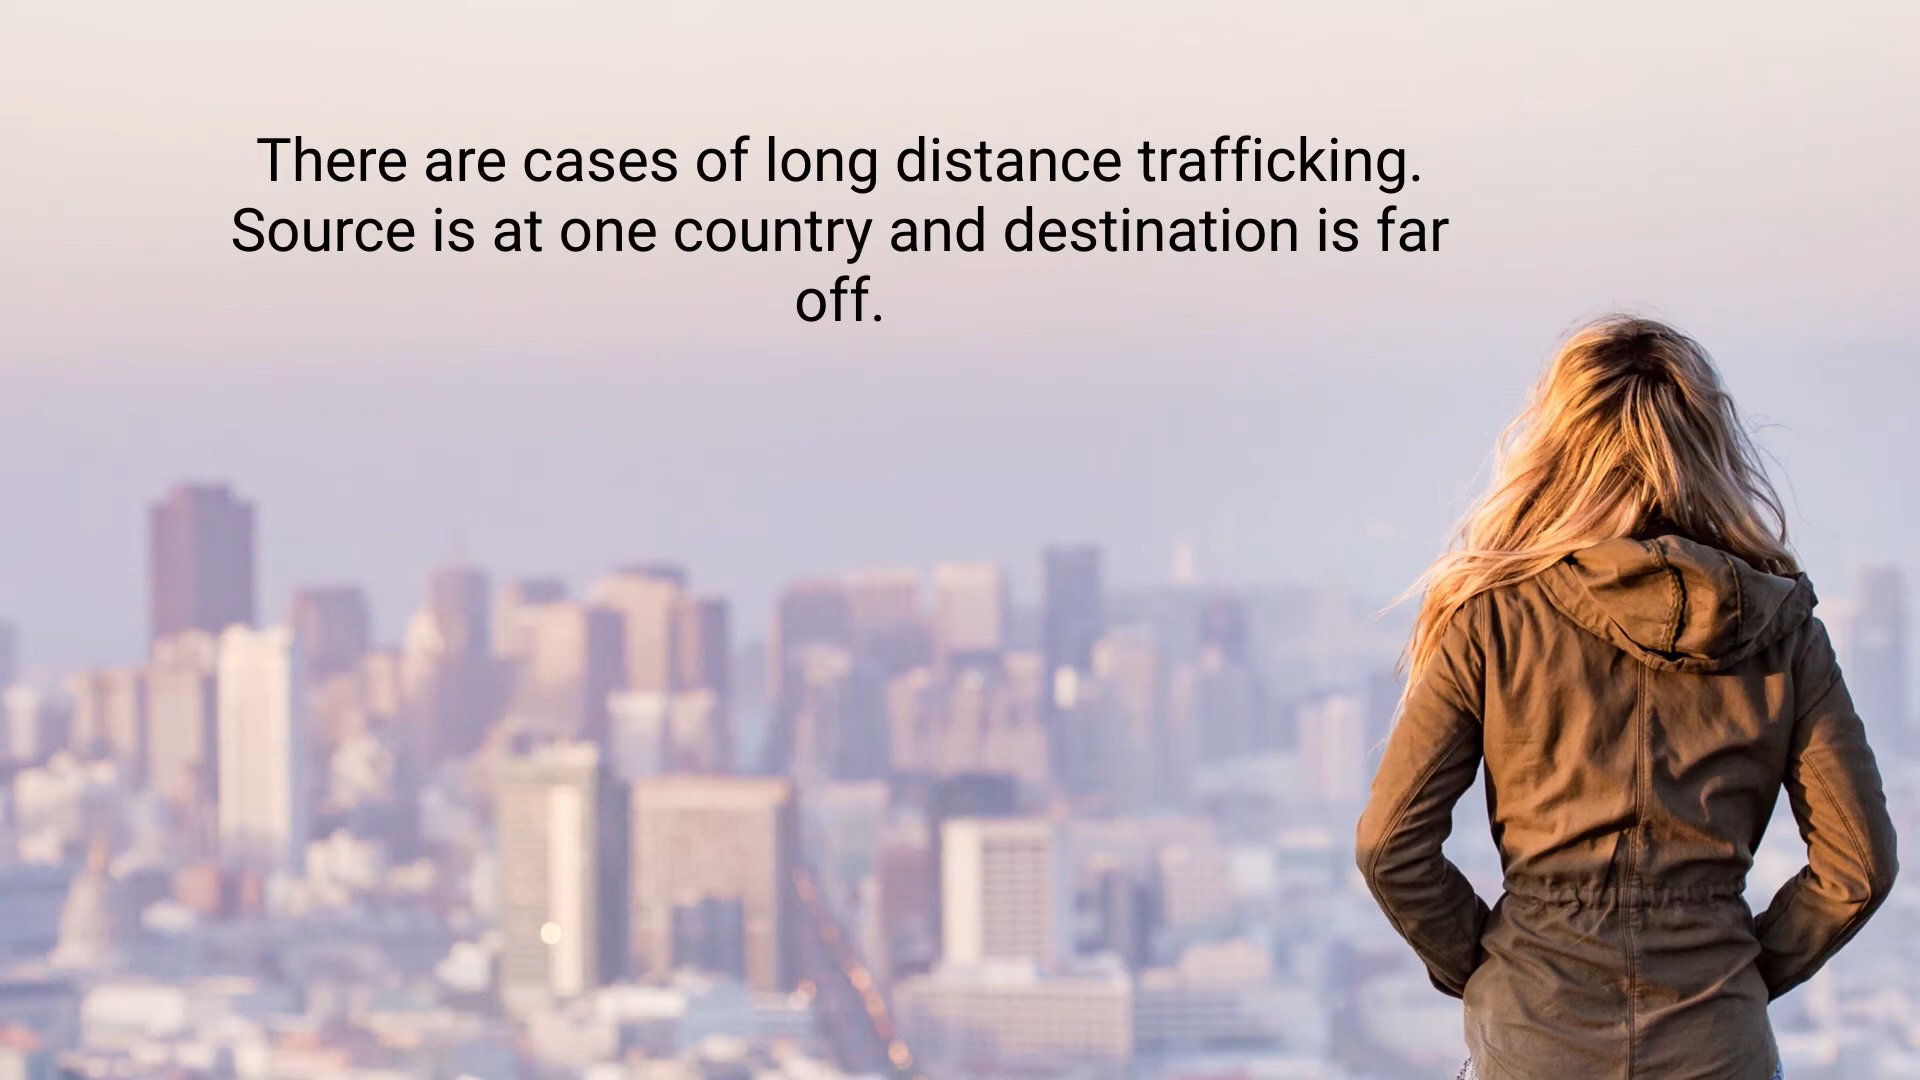 There are cases of long distance trafficking.
Source is at one country and destination is far
off.